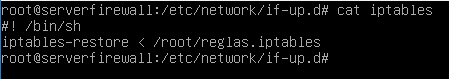 root@serverfirewall:/etc/network/if-up.d# cat iptables
#! /bin/sh
iptables-restore < /root/reglas.iptables
root@serverfirewall:/etc/network/if-up.d#